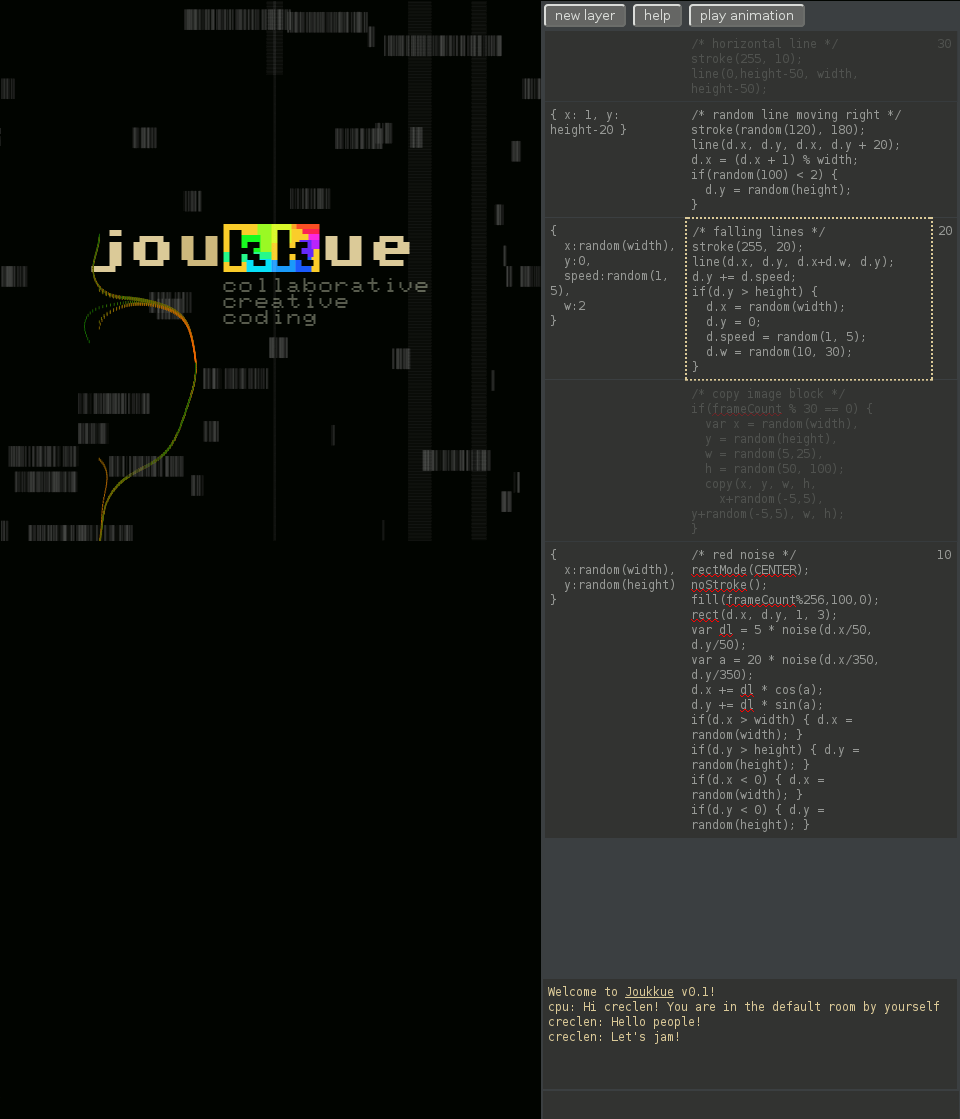 new layer help play animation
/* horizontal line */ 30
stroke(255, 10);
line(0,height-50, width,
height-50);
{ x: 1, y:
height-20 }
/* random line moving right */
stroke(random(120), 180);
line(d.x, d.y, d.x, d.y + 20);
d.x = (d.x + 1) % width;
if(random(100) < 2) {
  d.y = random(height);
}
{
  x:random(width),
  y:0,
  speed:random(1,
5),
  w:2
}
/* falling lines */ 20
stroke(255, 20);
line(d.x, d.y, d.x+d.w, d.y);
d.y += d.speed;
if(d.y > height) {
  d.x = random(width);
  d.y = 0;
  d.speed = random(1, 5);
  d.w = random(10, 30);
}
joukkue
collaborative
creative
coding
/* copy image block */
if(frameCount % 30 == 0) {
  var x = random(width),
  y = random(height),
  w = random(5,25),
  h = random(50, 100);
  copy(x, y, w, h,
    x+random(-5,5),
y+random(-5,5), w, h);
}
{
  x:random(width),
  y:random(height)
}
/* red noise */ 10
rectMode(CENTER);
noStroke();
fill(frameCount%256,100,0);
rect(d.x, d.y, 1, 3);
var dl = 5 * noise(d.x/50,
d.y/50);
var a = 20 * noise(d.x/350,
d.y/350);
d.x += dl * cos(a);
d.y += dl * sin(a);
if(d.x > width) { d.x =
random(width); }
if(d.y > height) { d.y =
random(height); }
if(d.x < 0) { d.x =
random(width); }
if(d.y < 0) { d.y =
random(height); }
Welcome to Joukkue v0.1!
cpu: Hi creclen! You are in the default room by yourself
creclen: Hello people!
creclen: Let's jam!